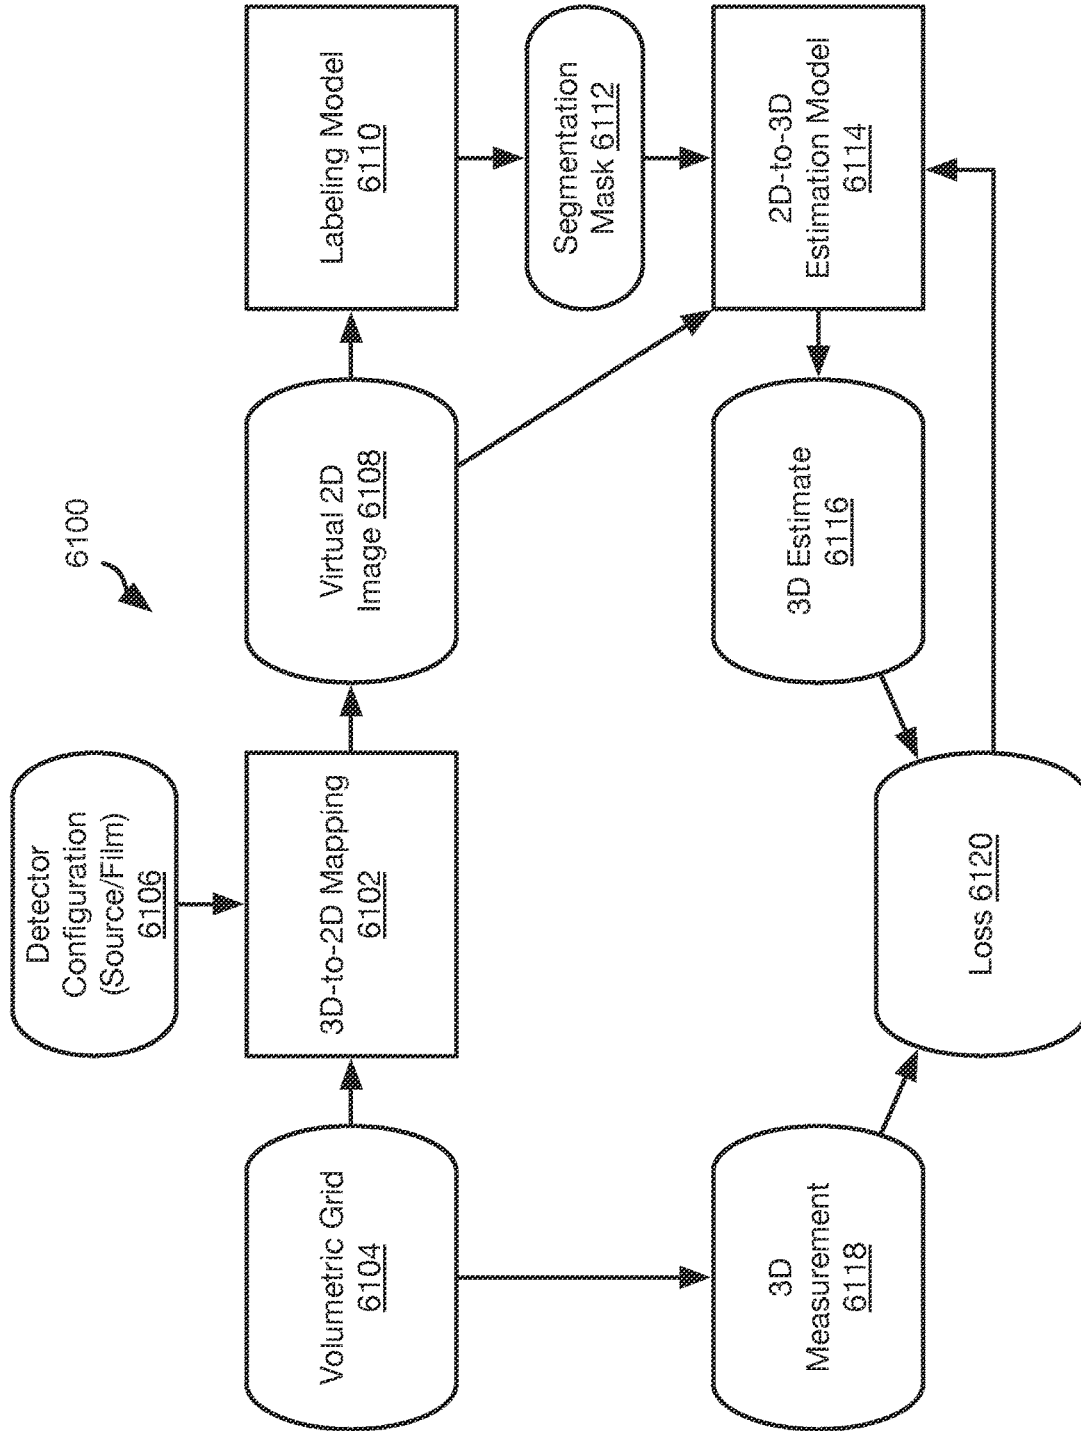 6100
Detector
Configuration
(Source/Film)
6106
Volumetric Grid
6104
3D-to-2D Mapping
6102
Virtual 2D
Image 6108
Labeling Model
6110
Segmentation
Mask 6112
3D
Measurement
6118
Loss 6120
3D Estimate
6116
2D-to-3D
Estimation Model
6114